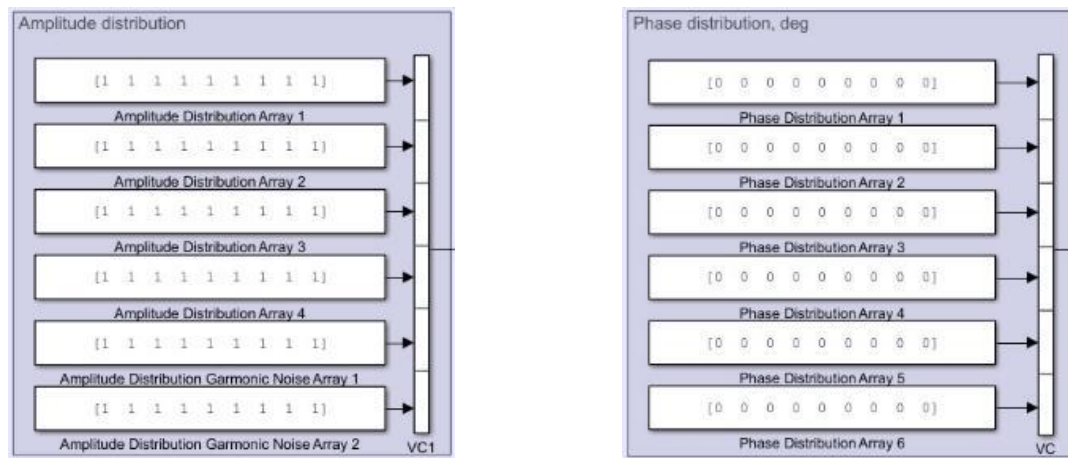 Amplitude distribution
[1 1 1 1 1 1 1 1 1]
Amplitude Distribution Array 1
[1 1 1 1 1 1 1 1 1]
Amplitude Distribution Array 2
[1 1 1 1 1 1 1 1 1]
Amplitude Distribution Array 3
[1 1 1 1 1 1 1 1 1]
Amplitude Distribution Array 4
[1 1 1 1 1 1 1 1 1]
Amplitude Distribution Garmonic Noise Array 1
[1 1 1 1 1 1 1 1 1]
Amplitude Distribution Garmonic Noise Array 2
VC1
Phase distribution, deg
[0 0 0 0 0 0 0 0 0]
Phase Distribution Array 1
[0 0 0 0 0 0 0 0 0]
Phase Distribution Array 2
[0 0 0 0 0 0 0 0 0]
Phase Distribution Array 3
[0 0 0 0 0 0 0 0 0]
Phase Distribution Array 4
[0 0 0 0 0 0 0 0 0]
Phase Distribution Array 5
[0 0 0 0 0 0 0 0 0]
Phase Distribution Array 6
VC